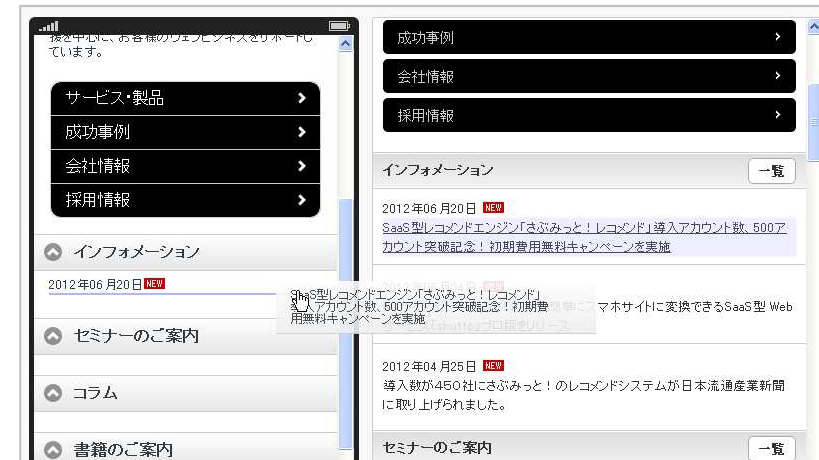 援を中心に、お客様のウェブビジネスをサポートし
ています。
サービス・製品
成功事例
会社情報
採用情報
インフォメーション
2012年06月20日 NEW
セミナーのご案内
コラム
書籍のご案内
SaaS型レコメンドエンジン「さぶみっと！レコメンド」
導入アカウント数、500アカウント突破記念！初期費
用無料キャンペーンを実施
成功事例
会社情報
採用情報
インフォメーション
一覧
2012年06月20日 NEW
SaaS型レコメンドエンジン「さぶみっと！レコメンド」導入アカウント数、500ア
カウント突破記念！初期費用無料キャンペーンを実施
簡単にスマホサイトに変換できるSaaS型 Web
「shutto」プロ版をリリース
2012年04月25日 NEW
導入数が450社にさぶみっと！のレコメンドシステムが日本流通産業新聞
に取り上げられました。
セミナーのご案内
一覧